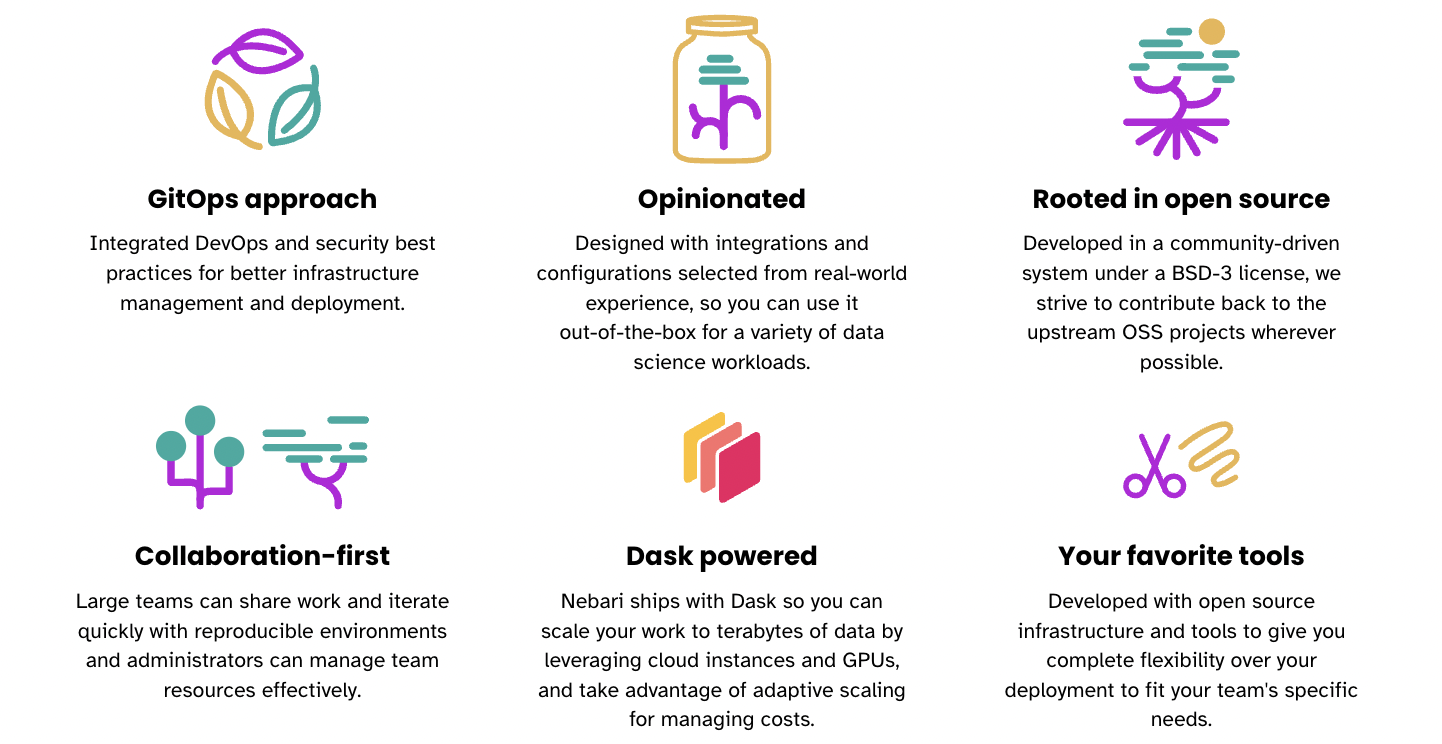 GitOps approach
Integrated DevOps and security best
practices for better infrastructure
management and deployment.
Opinionated
Designed with integrations and
configurations selected from real-world
experience, so you can use it
out-of-the-box for a variety of data
science workloads.
Rooted in open source
Developed in a community-driven
system under a BSD-3 license, we
strive to contribute back to the
upstream OSS projects wherever
possible.
Collaboration-first
Large teams can share work and iterate
quickly with reproducible environments
and administrators can manage team
resources effectively.
Dask powered
Nebari ships with Dask so you can
scale your work to terabytes of data by
leveraging cloud instances and GPUs,
and take advantage of adaptive scaling
for managing costs.
Your favorite tools
Developed with open source
infrastructure and tools to give you
complete flexibility over your
deployment to fit your team's specific
needs.